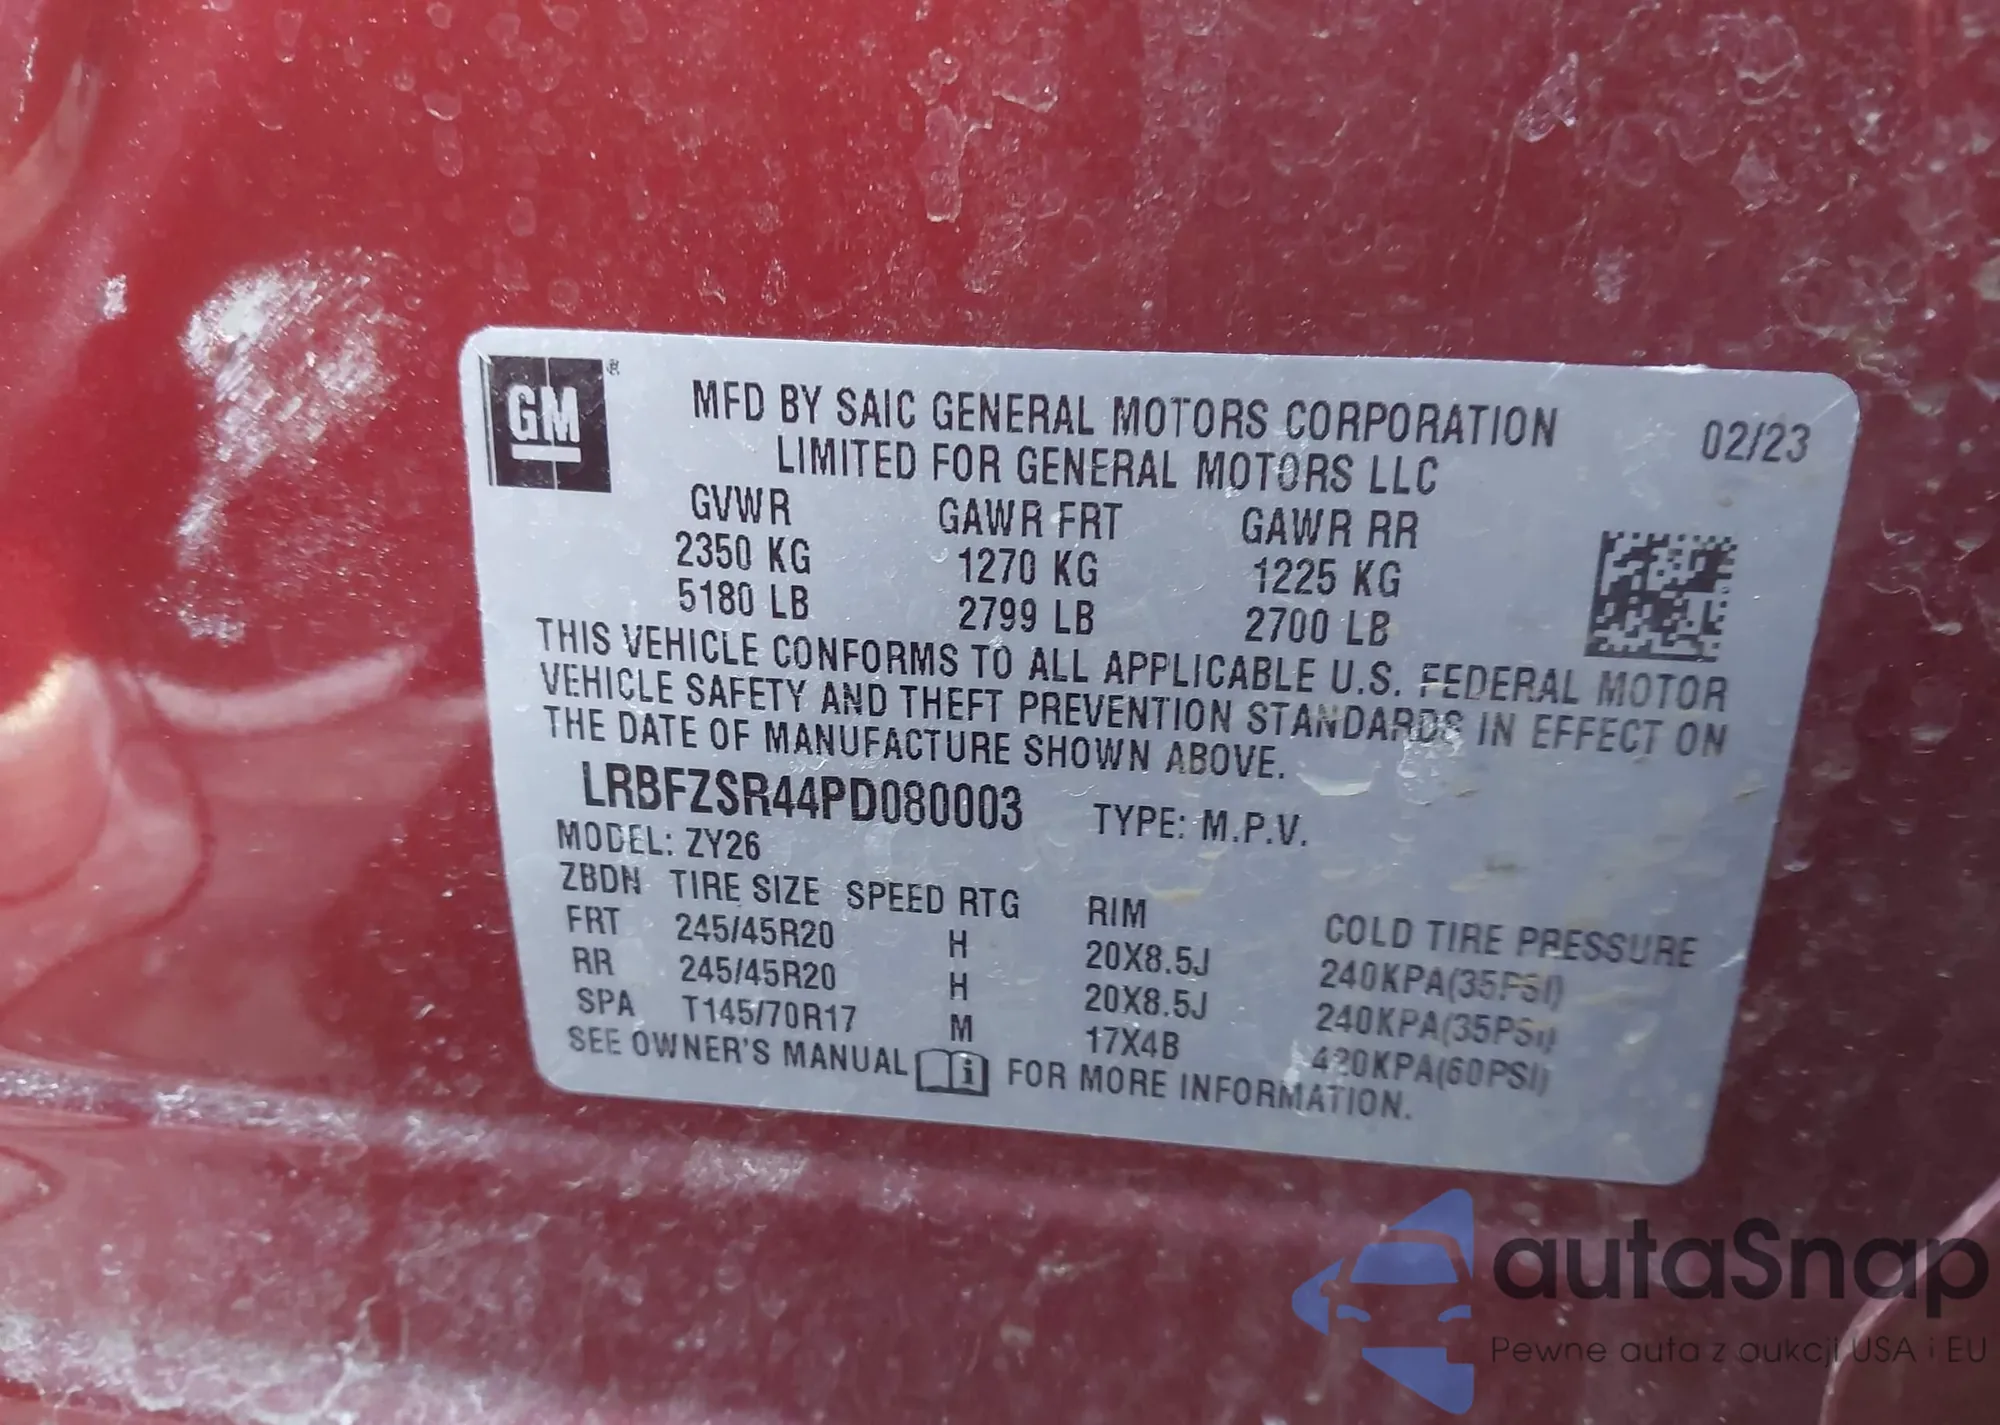 GM ®
MFD BY SAIC GENERAL MOTORS CORPORATION 02/23
LIMITED FOR GENERAL MOTORS LLC
GVWR GAWR FRT GAWR RR
2350 KG 1270 KG 1225 KG
5180 LB 2799 LB 2700 LB
THIS VEHICLE CONFORMS TO ALL APPLICABLE U.S. FEDERAL MOTOR
VEHICLE SAFETY AND THEFT PREVENTION STANDARDS IN EFFECT ON
THE DATE OF MANUFACTURE SHOWN ABOVE.
LRBFZSR44PD080003 TYPE: M.P.V.
MODEL: ZY26
ZBDN TIRE SIZE SPEED RTG RIM COLD TIRE PRESSURE
FRT 245/45R20 H 20X8.5J 240KPA(35PSI)
RR 245/45R20 H 20X8.5J 240KPA(35PSI)
SPA T145/70R17 M 17X4B 420KPA(60PSI)
SEE OWNER'S MANUAL i FOR MORE INFORMATION.
autaSnap
Pewne auta z aukcji USA i EU